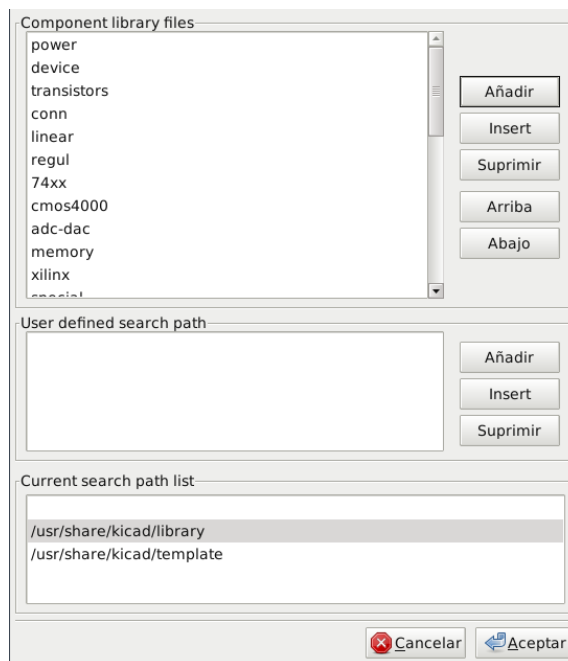 Component library files
power
device
transistors
conn
linear
regul
74xx
cmos4000
adc-dac
memory
xilinx
special
Añadir
Insert
Suprimir
Arriba
Abajo
User defined search path
Añadir
Insert
Suprimir
Current search path list
/usr/share/kicad/library
/usr/share/kicad/template
Cancelar
Aceptar